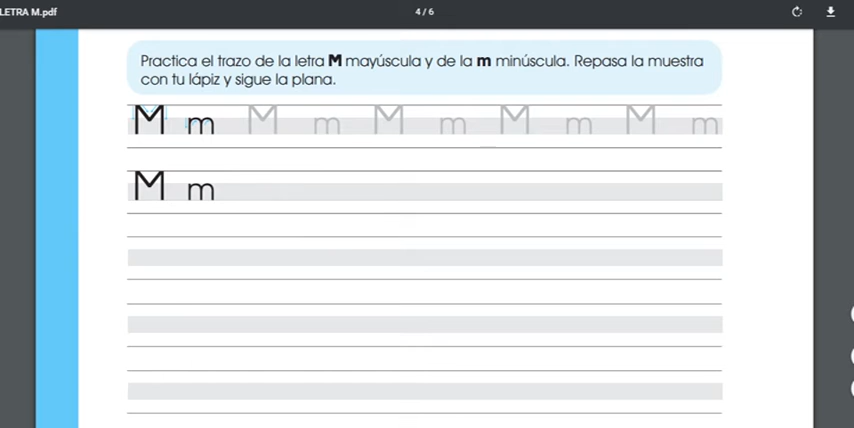 LETRA M.pdf 4 / 6
Practica el trazo de la letra M mayúscula y de la m minúscula. Repasa la muestra
con tu lápiz y sigue la plana.
M m M m M m M m M m
M m